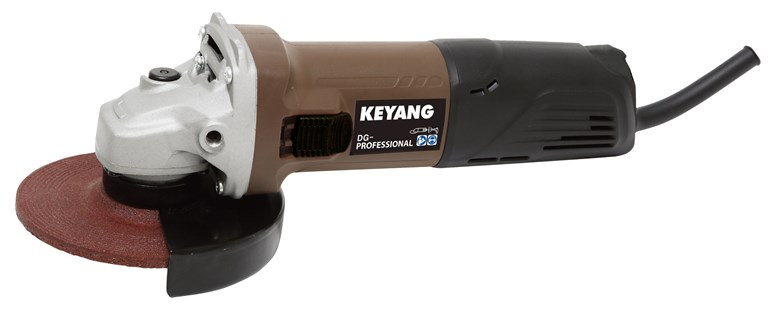 KEYANG
DG-
PROFESSIONAL